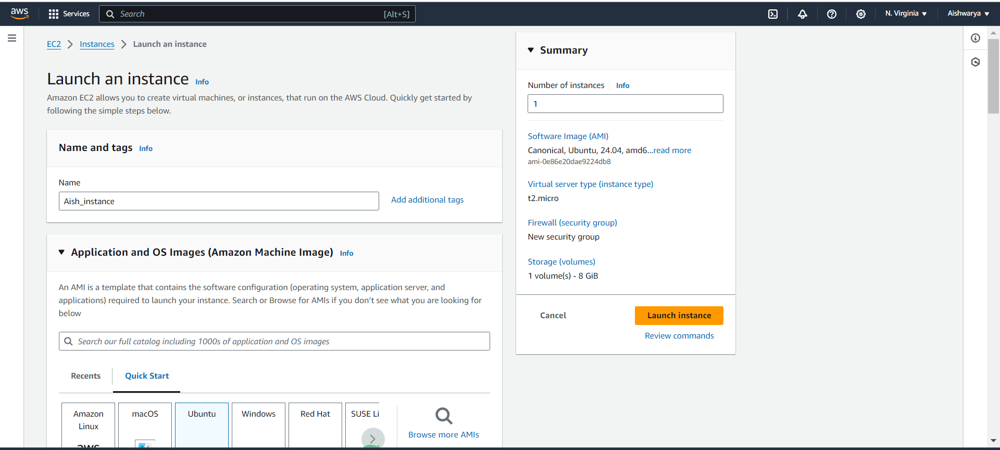 aws
Services
Search
[Alt+S]
N. Virginia
Aishwarya
EC2
Instances
Launch an instance
Launch an instance Info
Amazon EC2 allows you to create virtual machines, or instances, that run on the AWS Cloud. Quickly get started by
following the simple steps below.
Name and tags Info
Name
Aish_instance
Add additional tags
Application and OS Images (Amazon Machine Image) Info
An AMI is a template that contains the software configuration (operating system, application server, and
applications) required to launch your instance. Search or Browse for AMIs if you don't see what you are looking for
below
Search our full catalog including 1000s of application and OS images
Recents
Quick Start
Amazon
Linux
aws
macOS
Ubuntu
Windows
Red Hat
SUSE Li
Browse more AMIs
Summary
Number of instances Info
1
Software Image (AMI)
Canonical, Ubuntu, 24.04, amd6...read more
ami-0e86e20dae9224db8
Virtual server type (instance type)
t2.micro
Firewall (security group)
New security group
Storage (volumes)
1 volume(s) - 8 GiB
Cancel
Launch instance
Review commands